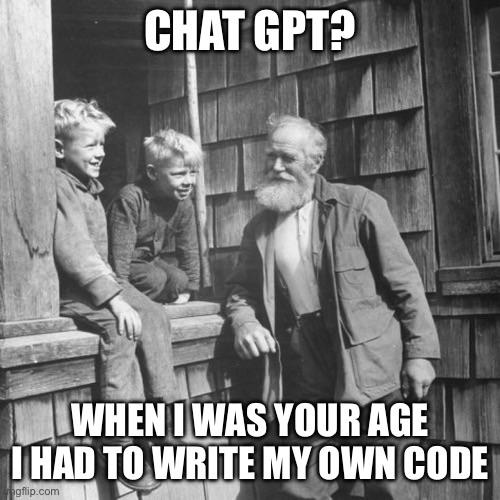 CHAT GPT?
WHEN I WAS YOUR AGE
I HAD TO WRITE MY OWN CODE
imgflip.com